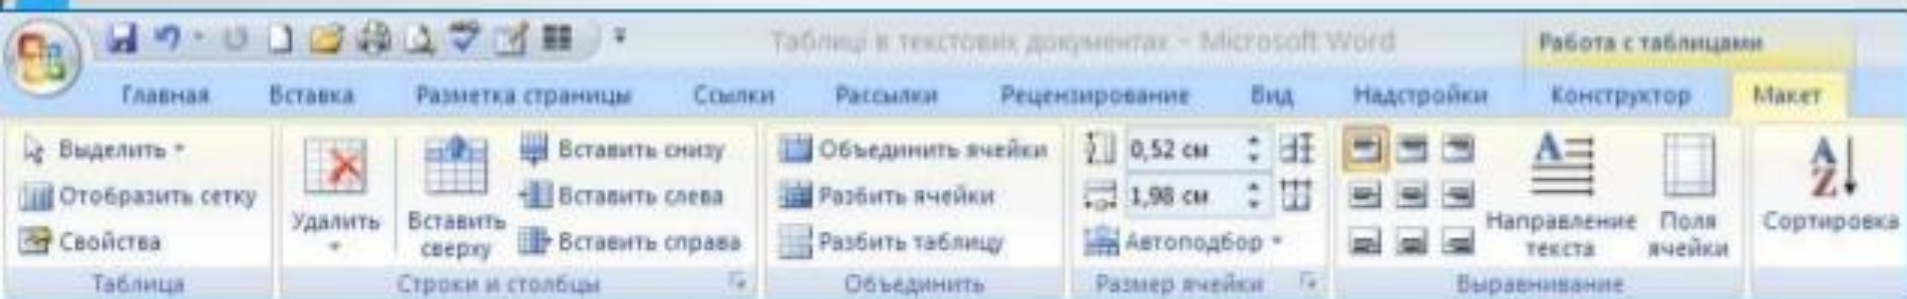 Таблиці в текстових документах - Microsoft Word
Работа с таблицами
Главная Вставка Разметка страницы Ссылки Рассылки Рецензирование Вид Надстройки Конструктор Макет
Выделить
Отобразить сетку
Свойства
Таблица
Удалить
Вставить сверху
Вставить снизу
Вставить слева
Вставить справа
Строки и столбцы
Объединить ячейки
Разбить ячейки
Разбить таблицу
Объединить
0,52 см
1,98 см
Автоподбор
Размер ячейки
Направление текста
Поля ячейки
Выравнивание
А
Я
Сортировка